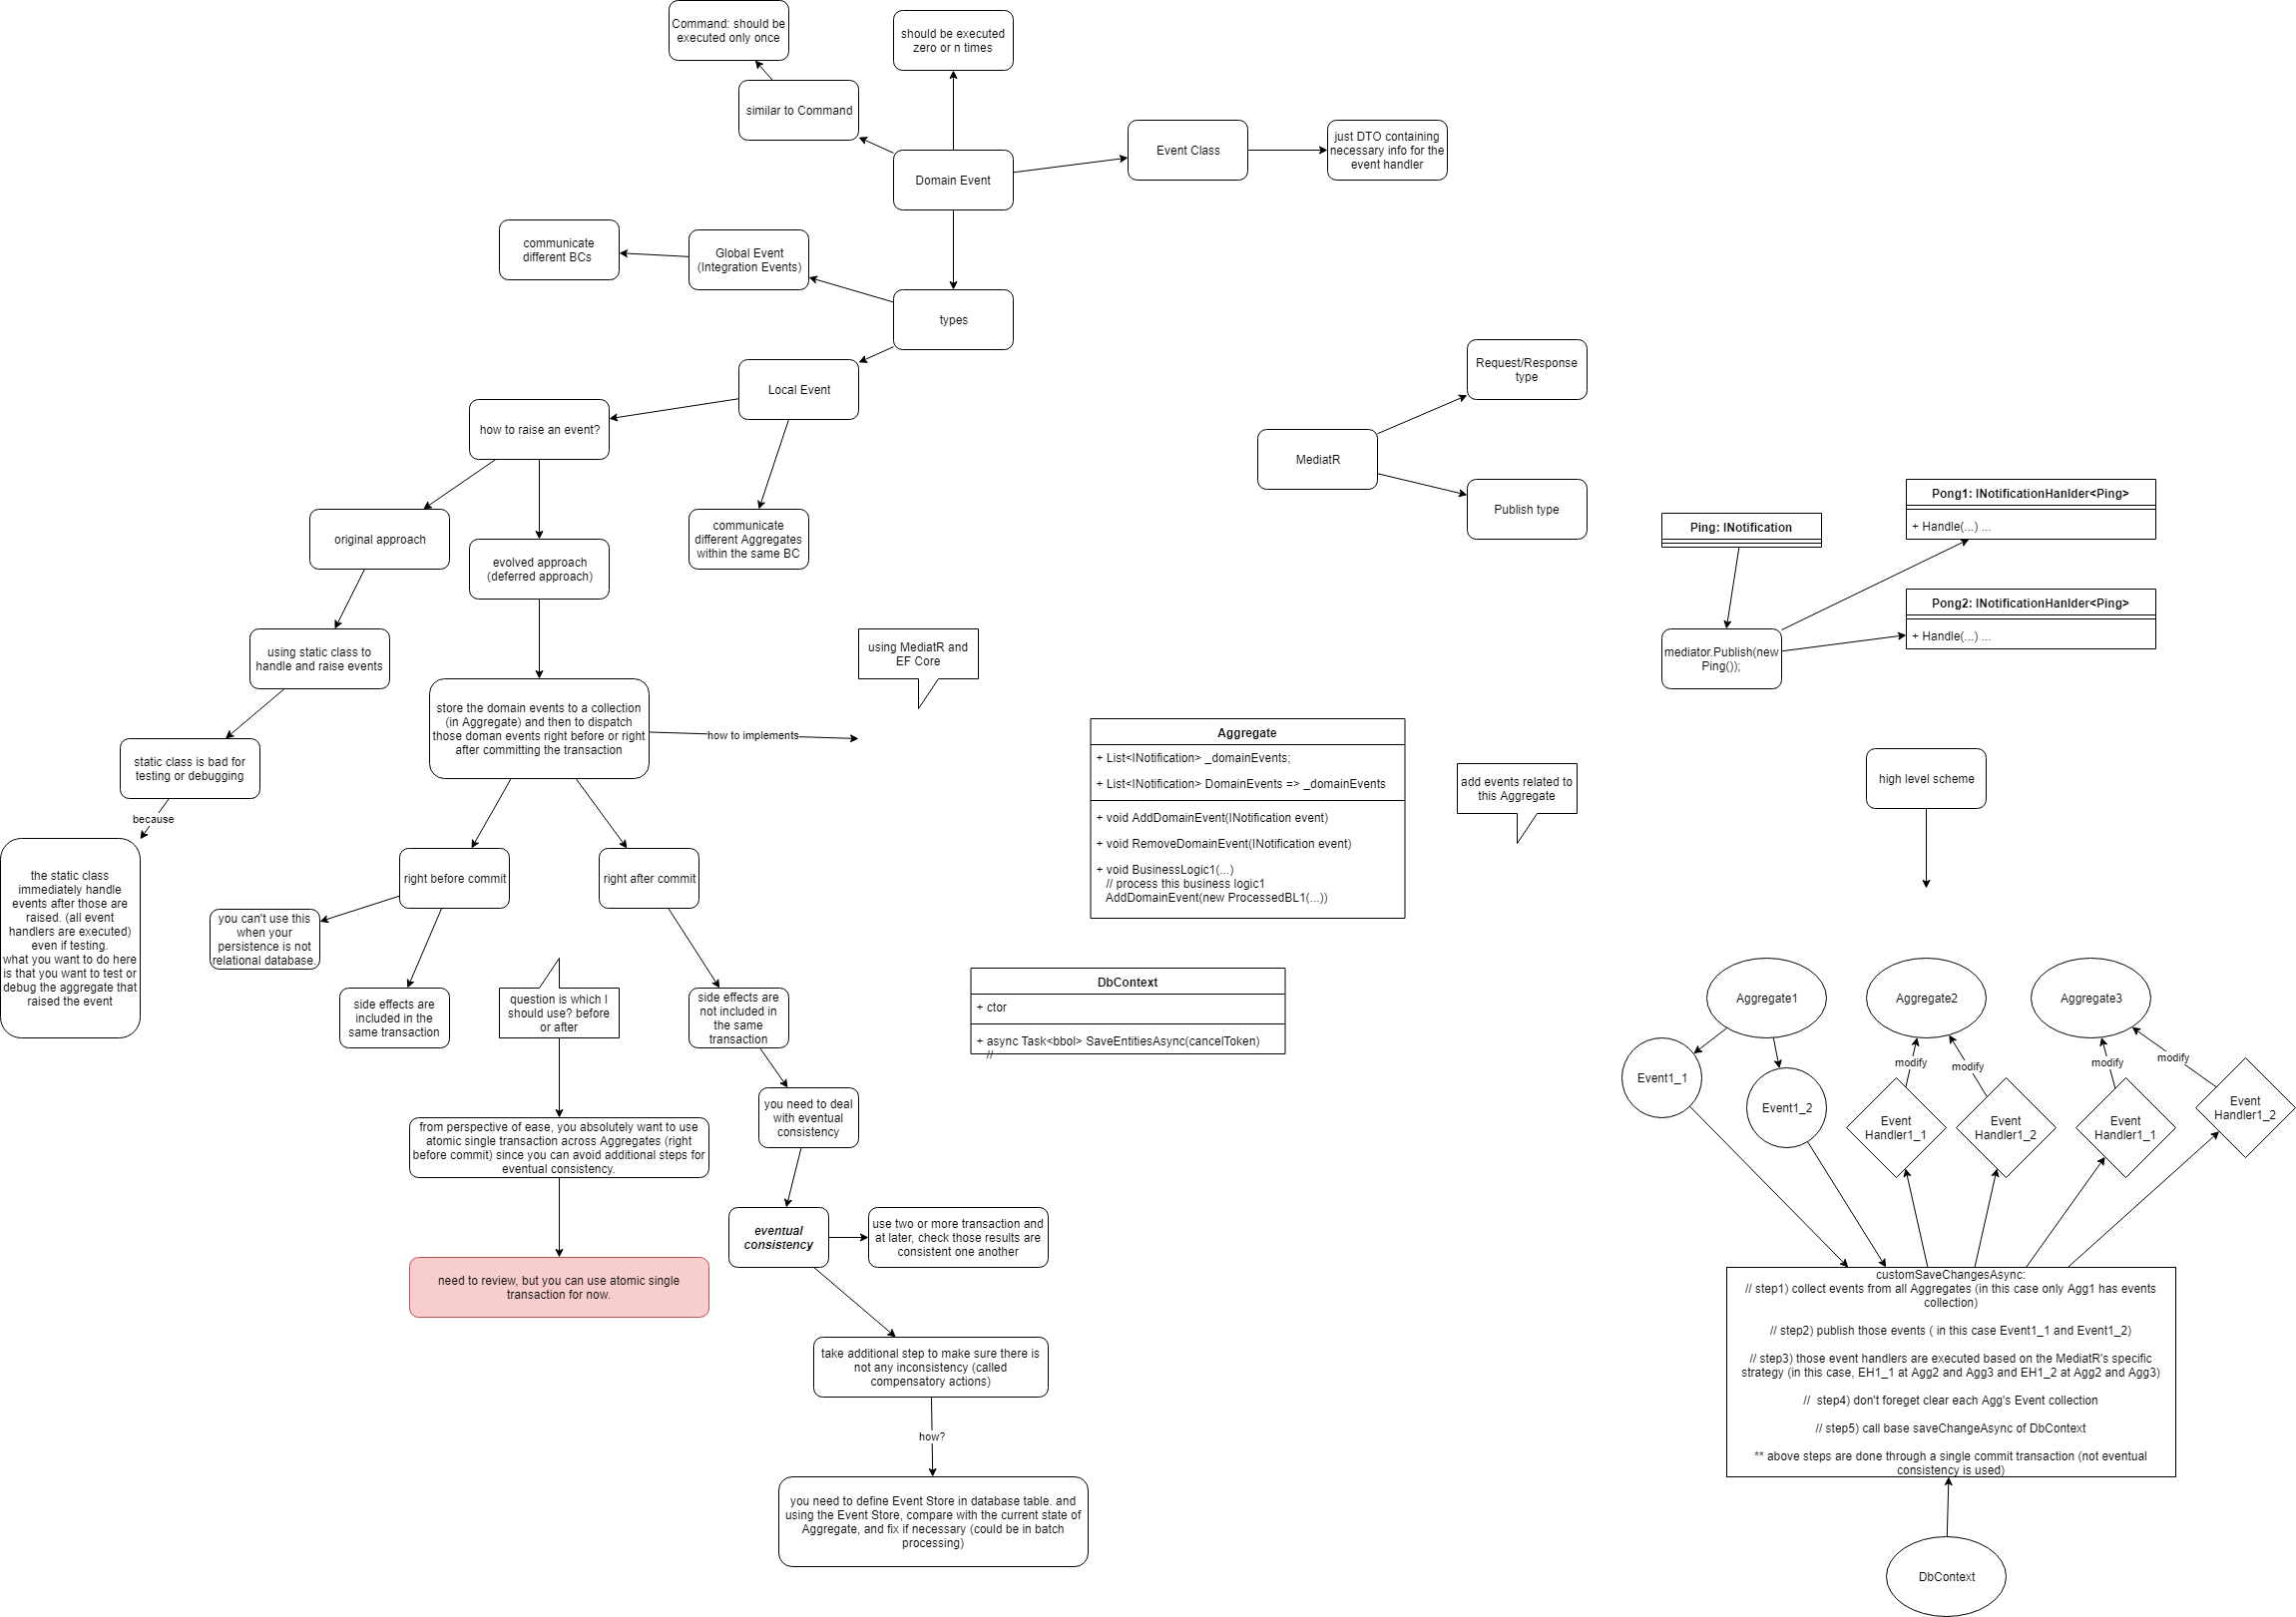 Command: should be
executed only once
should be executed
zero or n times
similar to Command
Domain Event
Event Class
just DTO containing
necessary info for the
event handler
communicate
different BCs
Global Event
(Integration Events)
types
Local Event
how to raise an event?
Request/Response
type
MediatR
Publish type
original approach
evolved approach
(deferred approach)
communicate
different Aggregates
within the same BC
Ping: INotification
Pong1: INotificationHanlder<Ping>
+ Handle(...) ...
Pong2: INotificationHanlder<Ping>
+ Handle(...) ...
mediator.Publish(new
Ping());
using static class to
handle and raise events
using MediatR and
EF Core
store the domain events to a collection
(in Aggregate) and then to dispatch
those doman events right before or right
after committing the transaction
how to implements
static class is bad for
testing or debugging
because
the static class
immediately handle
events after those are
raised. (all event
handlers are executed)
even if testing.
what you want to do here
is that you want to test or
debug the aggregate that
raised the event
Aggregate
+ List<INotification> _domainEvents;
+ List<INotification> DomainEvents => _domainEvents
+ void AddDomainEvent(INotification event)
+ void RemoveDomainEvent(INotification event)
+ void BusinessLogic1(...)
// process this business logic1
AddDomainEvent(new ProcessedBL1(...))
add events related to
this Aggregate
high level scheme
right before commit
right after commit
you can't use this
when your
persistence is not
relational database.
side effects are
included in the
same transaction
question is which I
should use? before
or after
side effects are
not included in
the same
transaction
DbContext
+ ctor
+ async Task<bbol> SaveEntitiesAsync(cancelToken)
//
Aggregate1
Aggregate2
Aggregate3
Event1_1
Event1_2
modify
modify
modify
modify
Event
Handler1_1
Event
Handler1_2
Event
Handler1_1
Event
Handler1_2
you need to deal
with eventual
consistency
from perspective of ease, you absolutely want to use
atomic single transaction across Aggregates (right
before commit) since you can avoid additional steps for
eventual consistency.
eventual
consistency
use two or more transaction and
at later, check those results are
consistent one another
need to review, but you can use atomic single
transaction for now.
take additional step to make sure there is
not any inconsistency (called
compensatory actions)
how?
you need to define Event Store in database table. and
using the Event Store, compare with the current state of
Aggregate, and fix if necessary (could be in batch
processing)
customSaveChangesAsync:
// step1) collect events from all Aggregates (in this case only Agg1 has events
collection)
// step2) publish those events ( in this case Event1_1 and Event1_2)
// step3) those event handlers are executed based on the MediatR's specific
strategy (in this case, EH1_1 at Agg2 and Agg3 and EH1_2 at Agg2 and Agg3)
// step4) don't foreget clear each Agg's Event collection
// step5) call base saveChangeAsync of DbContext
** above steps are done through a single commit transaction (not eventual
consistency is used)
DbContext